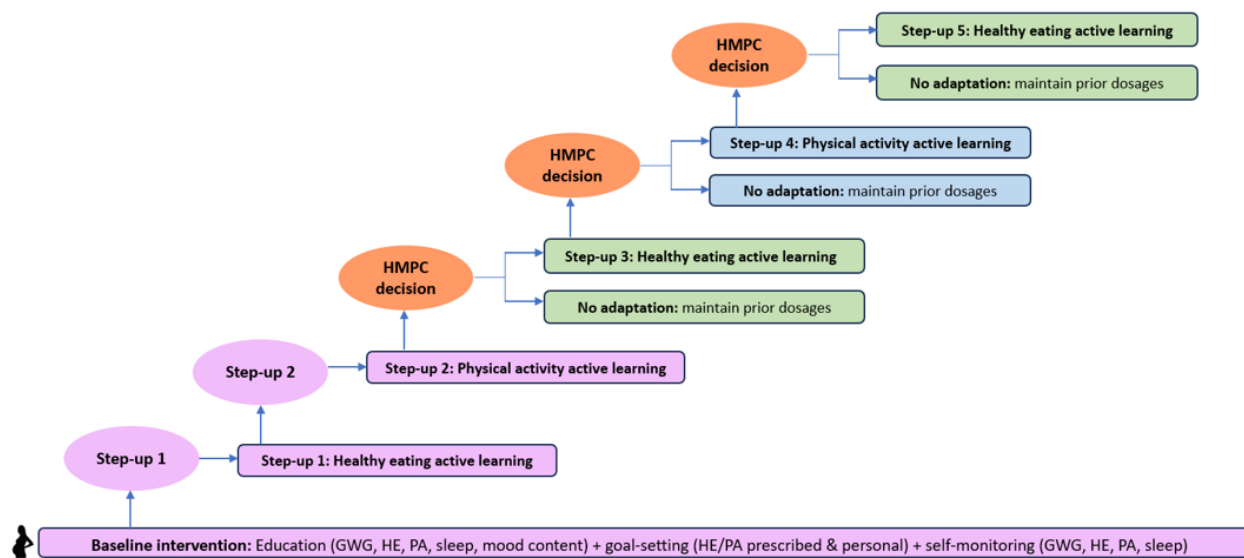 HMPC
decision
Step-up 5: Healthy eating active learning
No adaptation: maintain prior dosages
HMPC
decision
Step-up 4: Physical activity active learning
No adaptation: maintain prior dosages
HMPC
decision
Step-up 3: Healthy eating active learning
No adaptation: maintain prior dosages
Step-up 2
Step-up 2: Physical activity active learning
Step-up 1
Step-up 1: Healthy eating active learning
Baseline intervention: Education (GWG, HE, PA, sleep, mood content) + goal-setting (HE/PA prescribed & personal) + self-monitoring (GWG, HE, PA, sleep)